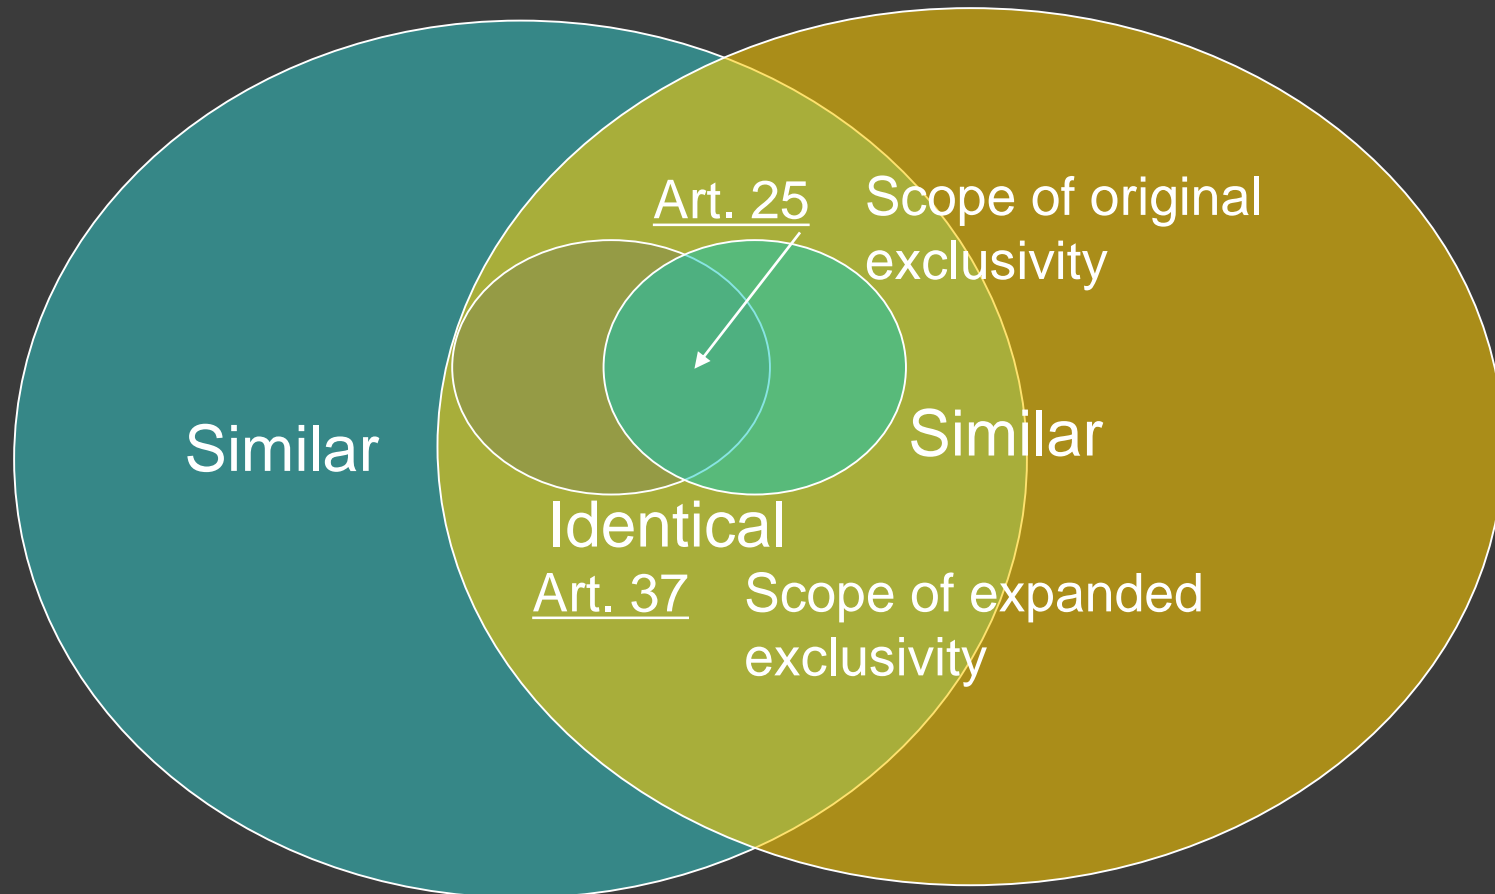 Art. 25
Scope of original
exclusivity
Similar
Similar
Identical
Art. 37
Scope of expanded
exclusivity